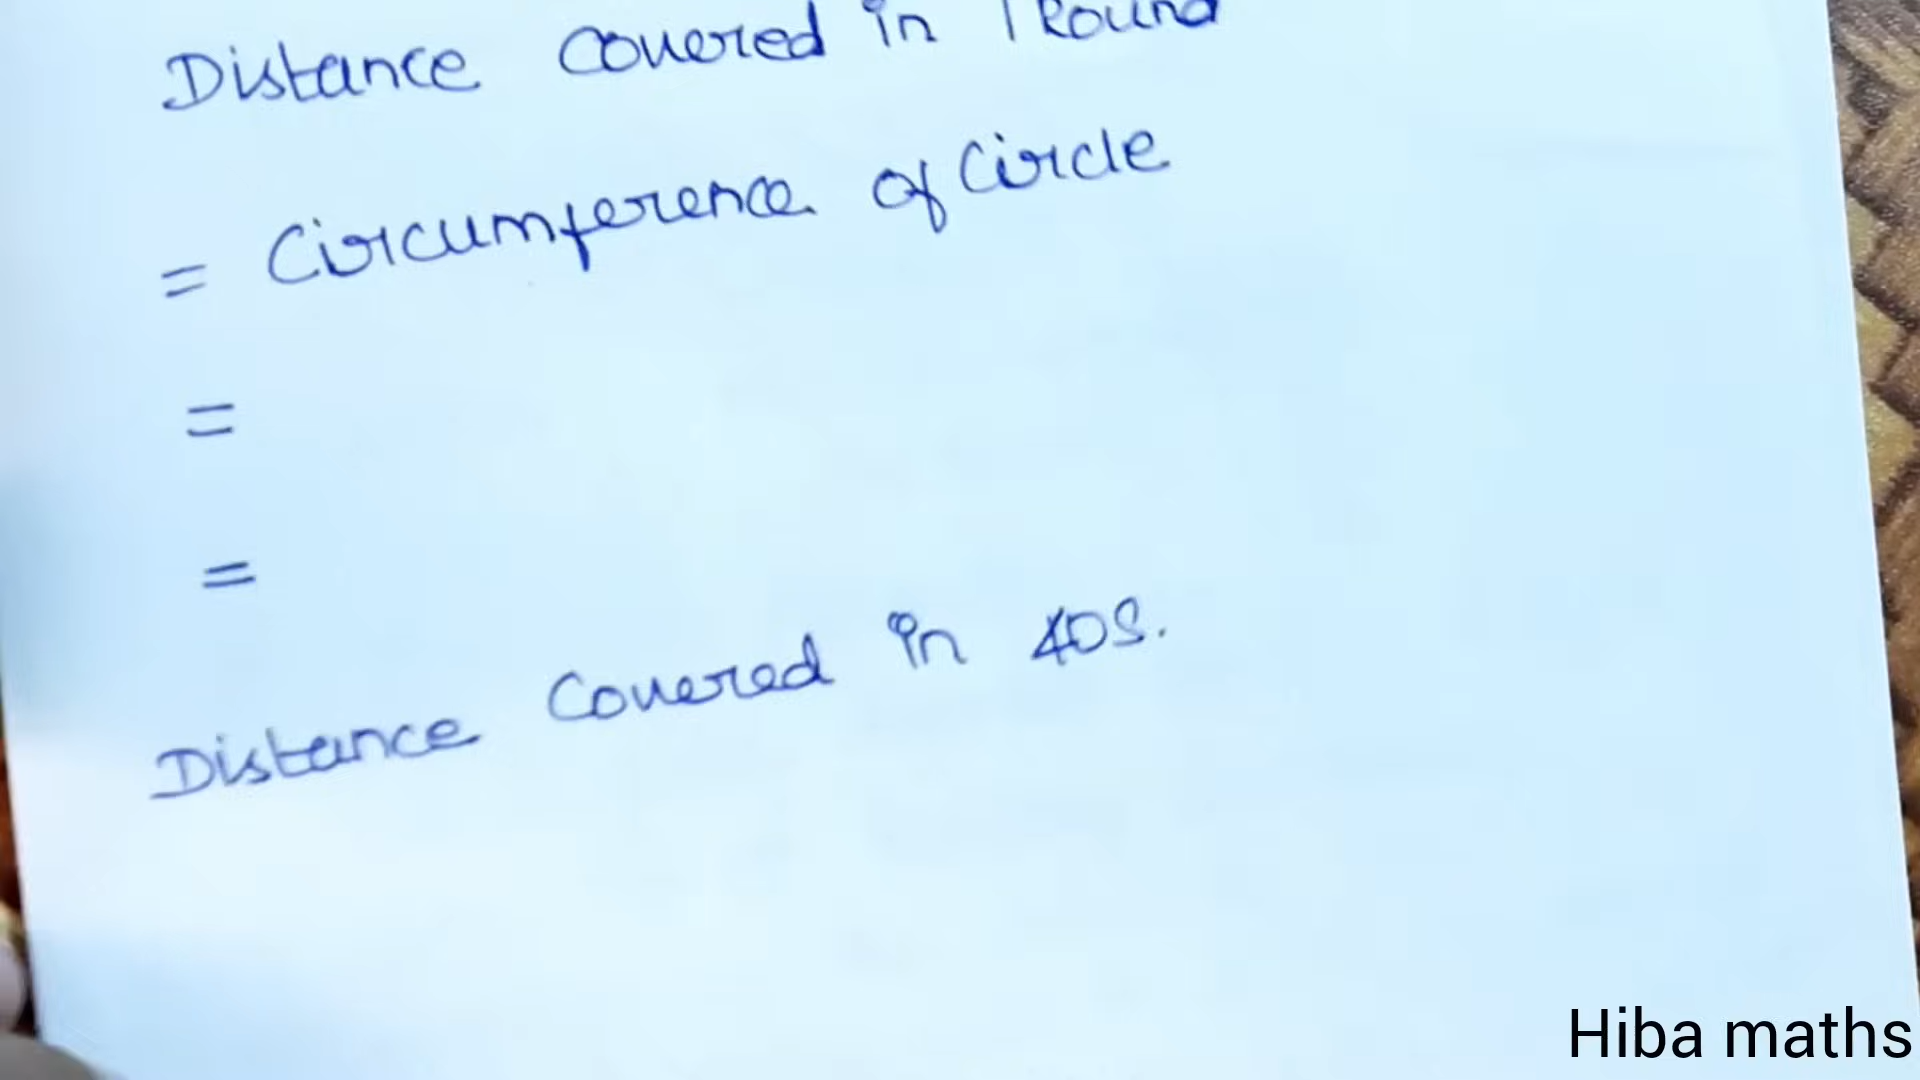 Distance Covered in 1 Round
= Circumference of Circle
=
=
Distance Covered in 40S.
Hiba maths